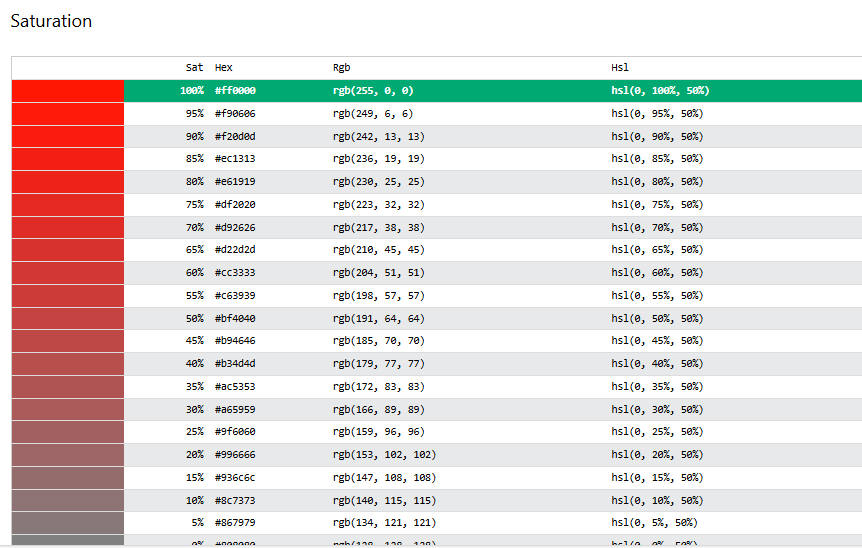 Saturation
Sat Hex Rgb Hsl
100% #ff0000 rgb(255, 0, 0) hsl(0, 100%, 50%)
95% #f90606 rgb(249, 6, 6) hsl(0, 95%, 50%)
90% #f20d0d rgb(242, 13, 13) hsl(0, 90%, 50%)
85% #ec1313 rgb(236, 19, 19) hsl(0, 85%, 50%)
80% #e61919 rgb(230, 25, 25) hsl(0, 80%, 50%)
75% #df2020 rgb(223, 32, 32) hsl(0, 75%, 50%)
70% #d92626 rgb(217, 38, 38) hsl(0, 70%, 50%)
65% #d22d2d rgb(210, 45, 45) hsl(0, 65%, 50%)
60% #cc3333 rgb(204, 51, 51) hsl(0, 60%, 50%)
55% #c63939 rgb(198, 57, 57) hsl(0, 55%, 50%)
50% #bf4040 rgb(191, 64, 64) hsl(0, 50%, 50%)
45% #b94646 rgb(185, 70, 70) hsl(0, 45%, 50%)
40% #b34d4d rgb(179, 77, 77) hsl(0, 40%, 50%)
35% #ac5353 rgb(172, 83, 83) hsl(0, 35%, 50%)
30% #a65959 rgb(166, 89, 89) hsl(0, 30%, 50%)
25% #9f6060 rgb(159, 96, 96) hsl(0, 25%, 50%)
20% #996666 rgb(153, 102, 102) hsl(0, 20%, 50%)
15% #936c6c rgb(147, 108, 108) hsl(0, 15%, 50%)
10% #8c7373 rgb(140, 115, 115) hsl(0, 10%, 50%)
5% #867979 rgb(134, 121, 121) hsl(0, 5%, 50%)
0% #808080 rgb(128, 128, 128) hsl(0, 0%, 50%)